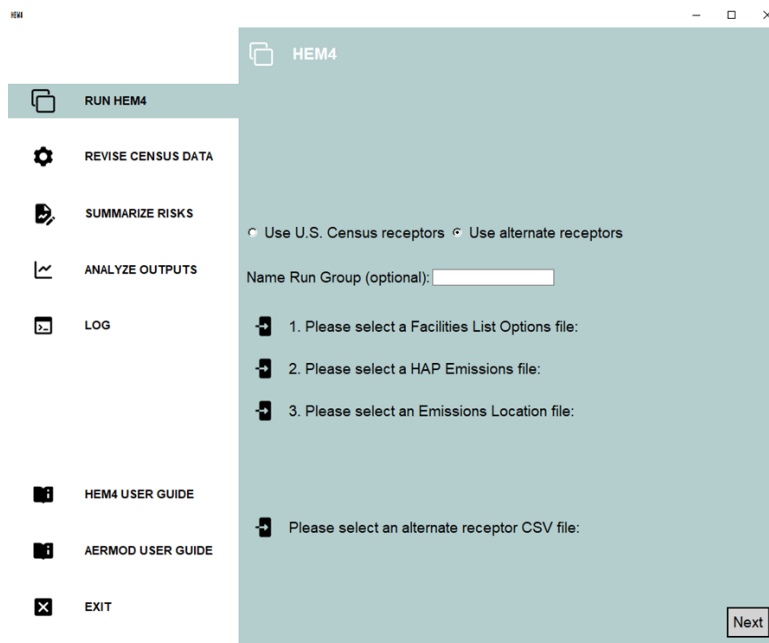 HEM4
HEM4
RUN HEM4
REVISE CENSUS DATA
SUMMARIZE RISKS
ANALYZE OUTPUTS
LOG
HEM4 USER GUIDE
AERMOD USER GUIDE
EXIT
Use U.S. Census receptors Use alternate receptors
Name Run Group (optional):
1. Please select a Facilities List Options file:
2. Please select a HAP Emissions file:
3. Please select an Emissions Location file:
Please select an alternate receptor CSV file:
Next